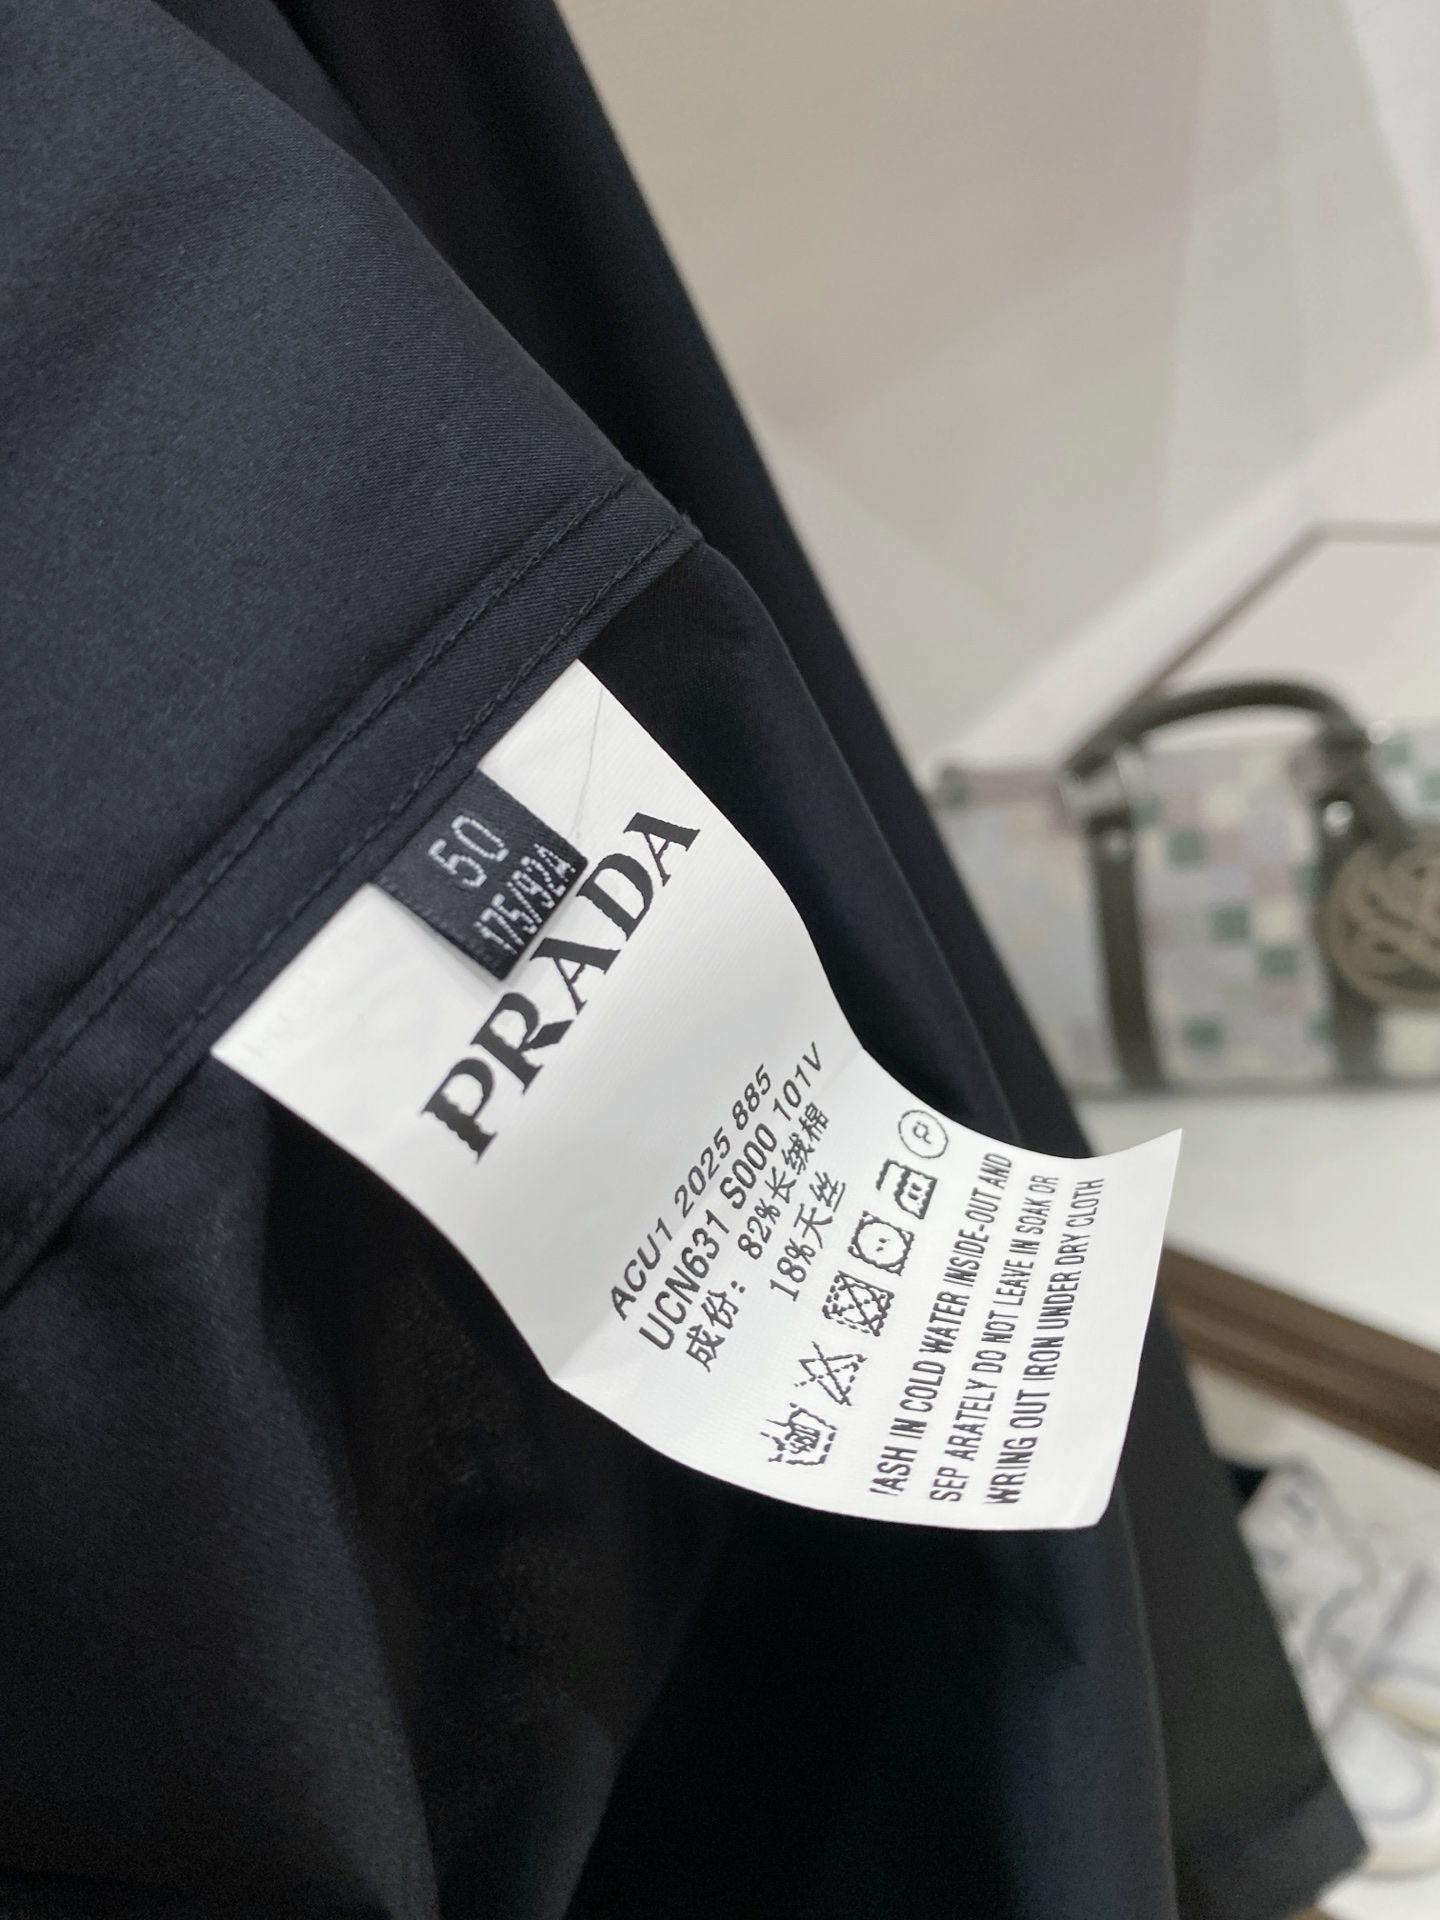 50
175/92A
PRADA
ACU1 2025 885
UCN631 S000 101V
成份：82%长绒棉
18%天丝
P
ASH IN COLD WATER INSIDE-OUT AND
SEP ARATELY DO NOT LEAVE IN SOAK OR
WRING OUT IRON UNDER DRY CLOTH